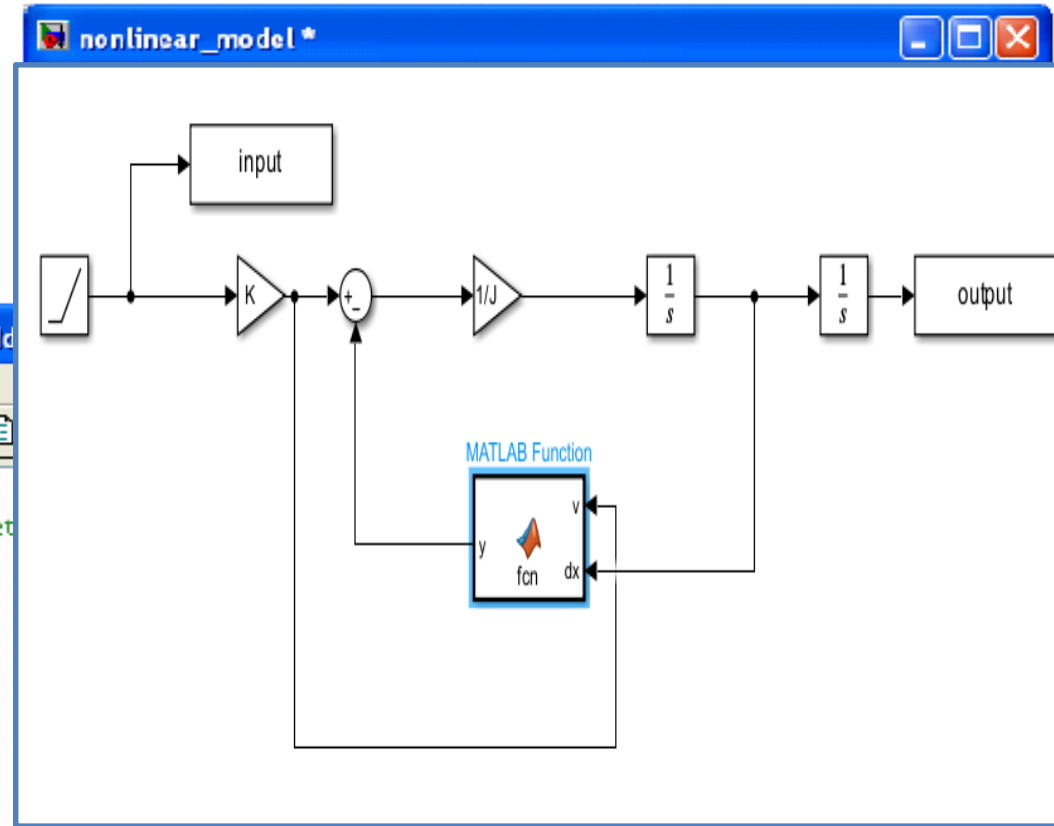 nonlinear_model *
input
K
+
_
1/J
1
s
1
s
output
MATLAB Function
v
y
fcn
dx